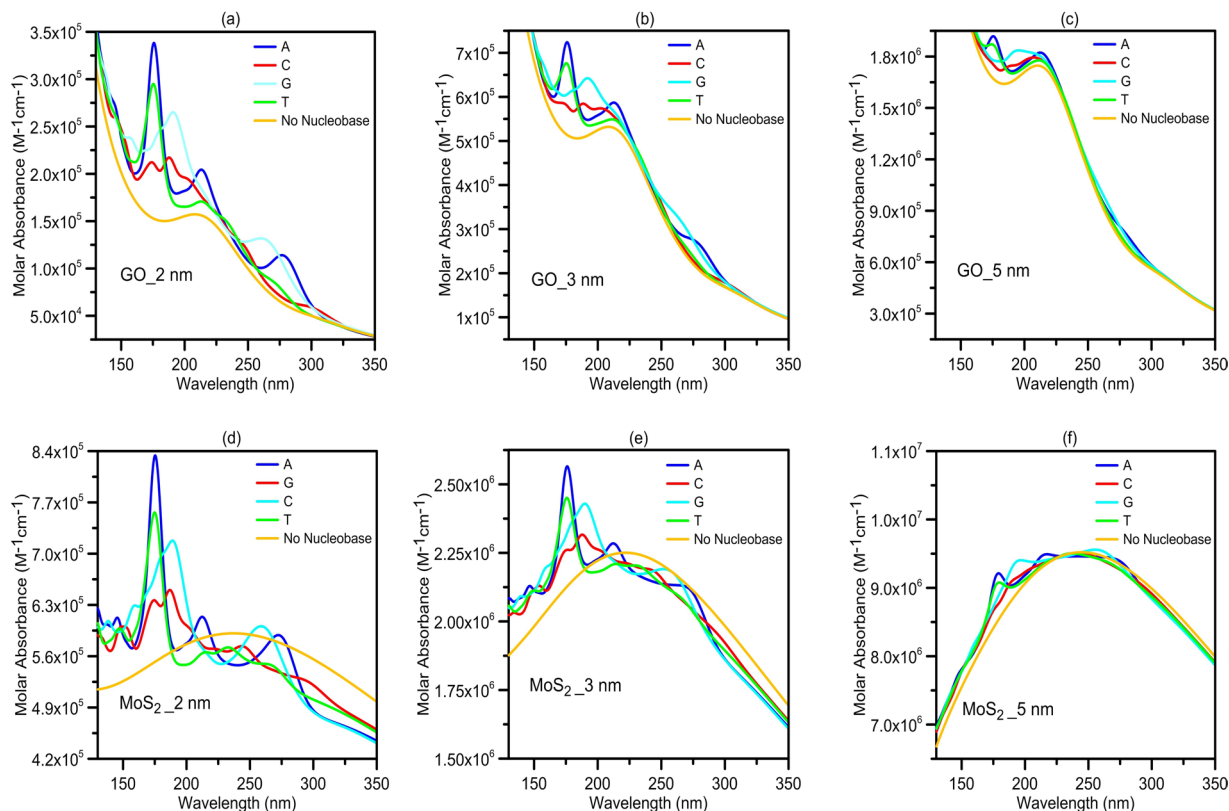 (a)
3.5x10⁵
3.0x10⁵
2.5x10⁵
2.0x10⁵
1.5x10⁵
1.0x10⁵
5.0x10⁴
Molar Absorbance (M⁻¹cm⁻¹)
A
C
G
T
No Nucleobase
GO_2 nm
150 200 250 300 350
Wavelength (nm)
(b)
7x10⁵
6x10⁵
5x10⁵
4x10⁵
3x10⁵
2x10⁵
1x10⁵
Molar Absorbance (M-1cm-1)
A
C
G
T
No Nucleobase
GO_3 nm
150 200 250 300 350
Wavelength (nm)
(c)
1.8x10⁶
1.5x10⁶
1.2x10⁶
9.0x10⁵
6.0x10⁵
3.0x10⁵
Molar Absorbance (M-1cm-1)
A
C
G
T
No Nucleobase
GO_5 nm
150 200 250 300 350
Wavelength (nm)
(d)
8.4x10⁵
7.7x10⁵
7.0x10⁵
6.3x10⁵
5.6x10⁵
4.9x10⁵
4.2x10⁵
Molar Absorbance (M⁻¹cm⁻¹)
A
G
C
T
No Nucleobase
MoS₂_2 nm
150 200 250 300 350
Wavelength (nm)
(e)
2.50x10⁶
2.25x10⁶
2.00x10⁶
1.75x10⁶
1.50x10⁶
Molar Absorbance (M⁻¹cm⁻¹)
A
C
G
T
No Nucleobase
MoS₂_3 nm
150 200 250 300 350
Wavelength (nm)
(f)
1.1x10⁷
1.0x10⁷
9.0x10⁶
8.0x10⁶
7.0x10⁶
Molar Absorbance (M⁻¹cm⁻¹)
A
C
G
T
No Nucleobase
MoS₂_5 nm
150 200 250 300 350
Wavelength (nm)